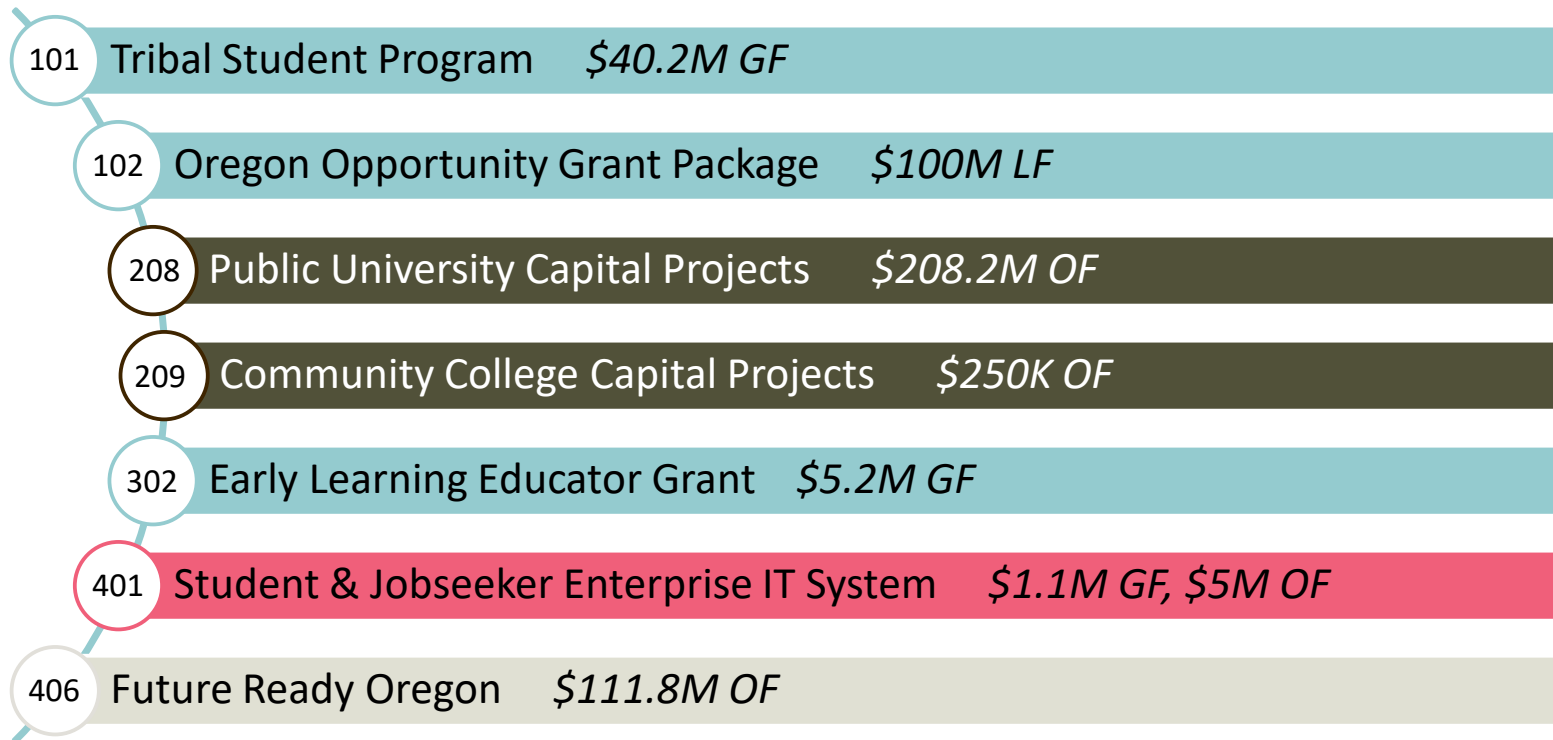 101 Tribal Student Program $40.2M GF
102 Oregon Opportunity Grant Package $100M LF
208 Public University Capital Projects $208.2M OF
209 Community College Capital Projects $250K OF
302 Early Learning Educator Grant $5.2M GF
401 Student & Jobseeker Enterprise IT System $1.1M GF, $5M OF
406 Future Ready Oregon $111.8M OF